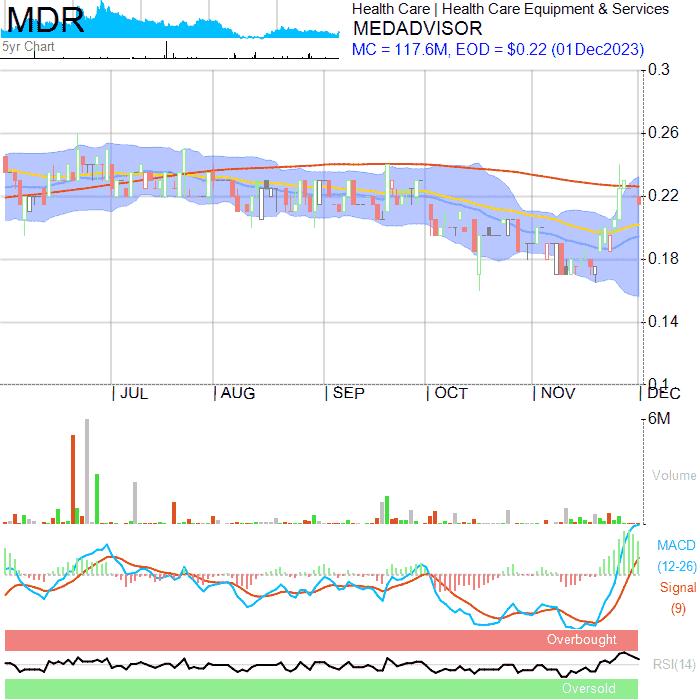 MDR
5yr Chart
Health Care | Health Care Equipment & Services
MEDADVISOR
MC = 117.6M, EOD = $0.22 (01Dec2023)
0.3
0.26
0.22
0.18
0.14
0.1
| JUL | AUG | SEP | OCT | NOV | DEC
6M
Volume
MACD
(12-26)
Signal
(9)
Overbought
RSI(14)
Oversold